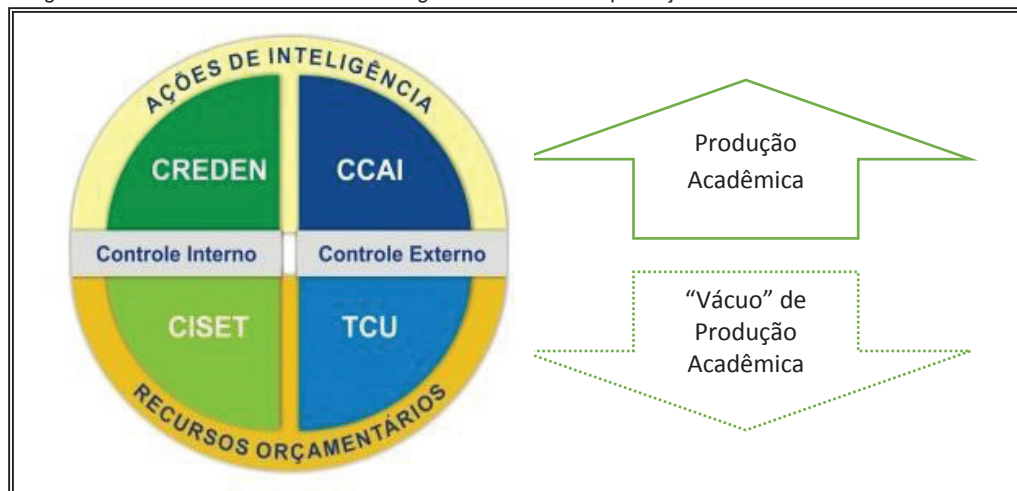 AÇÕES DE INTELIGÊNCIA
CREDEN
CCAI
Controle Interno
Controle Externo
CISET
TCU
RECURSOS ORÇAMENTÁRIOS
Produção
Acadêmica
“Vácuo” de
Produção
Acadêmica